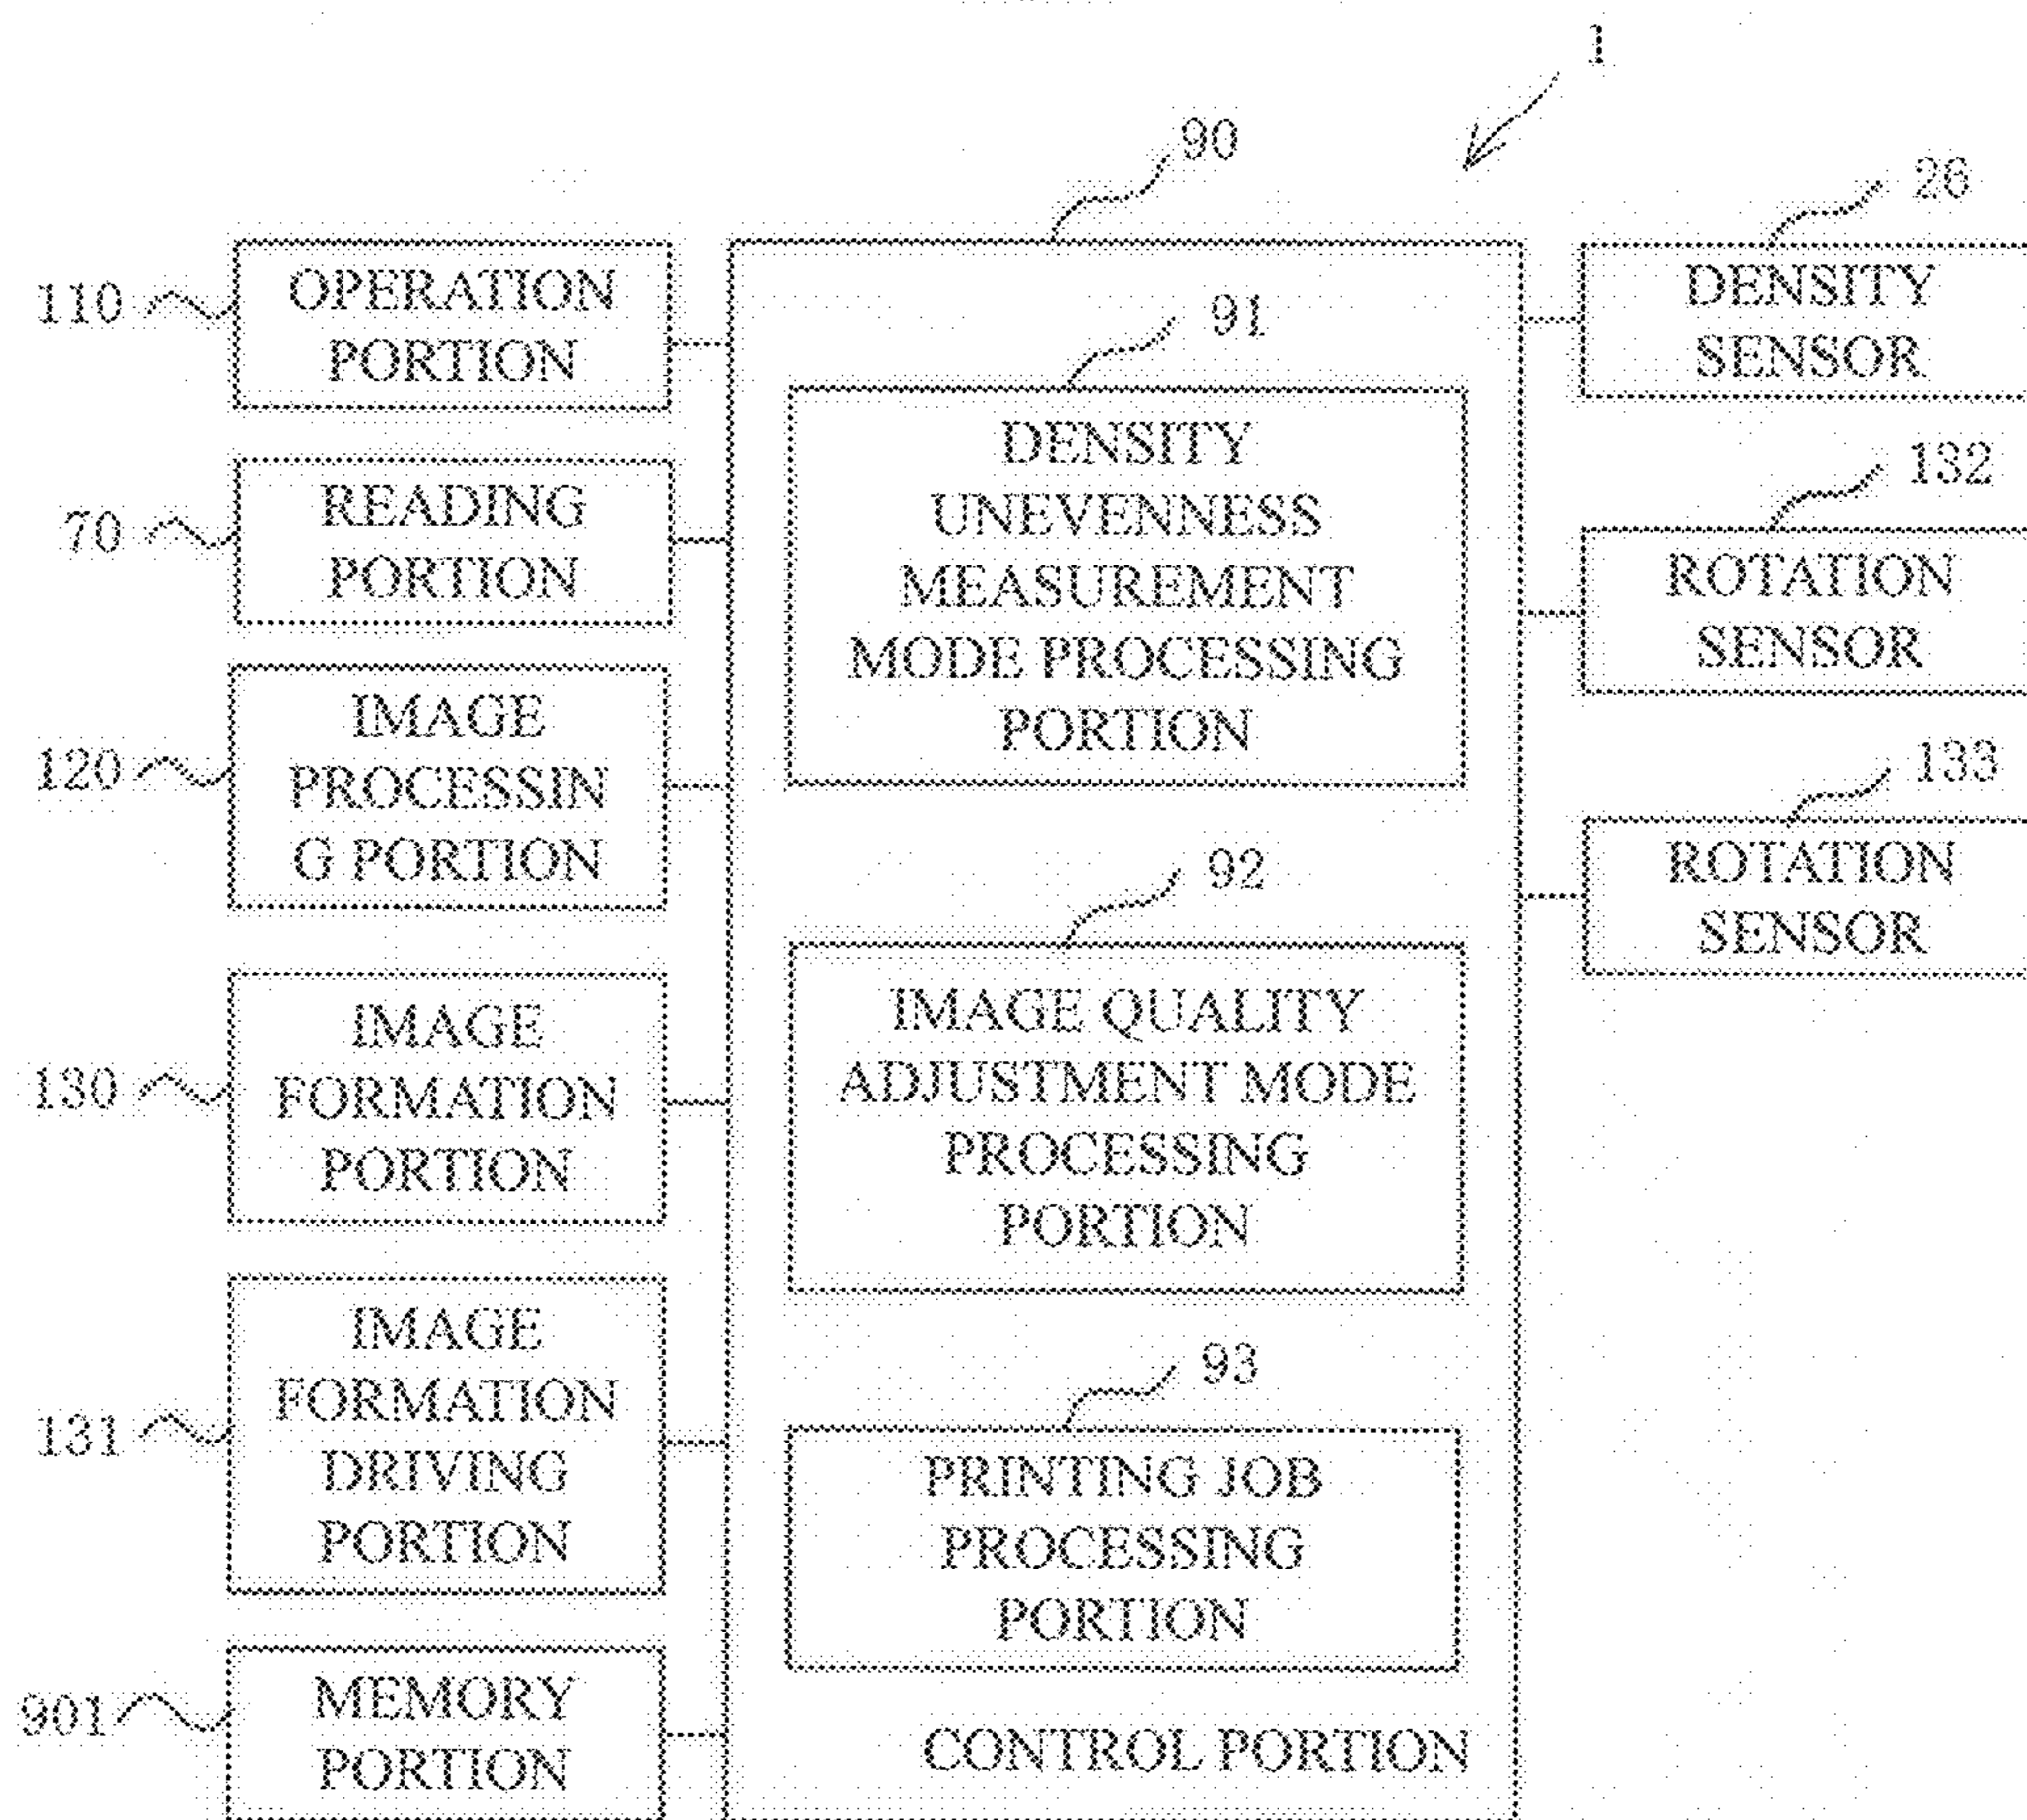 1
90
26
110
OPERATION
PORTION
DENSITY
SENSOR
91
70
READING
PORTION
DENSITY
UNEVENNESS
MEASUREMENT
MODE PROCESSING
PORTION
132
ROTATION
SENSOR
120
IMAGE
PROCESSIN
G PORTION
133
ROTATION
SENSOR
92
130
IMAGE
FORMATION
PORTION
IMAGE QUALITY
ADJUSTMENT MODE
PROCESSING
PORTION
131
IMAGE
FORMATION
DRIVING
PORTION
93
PRINTING JOB
PROCESSING
PORTION
901
MEMORY
PORTION
CONTROL PORTION